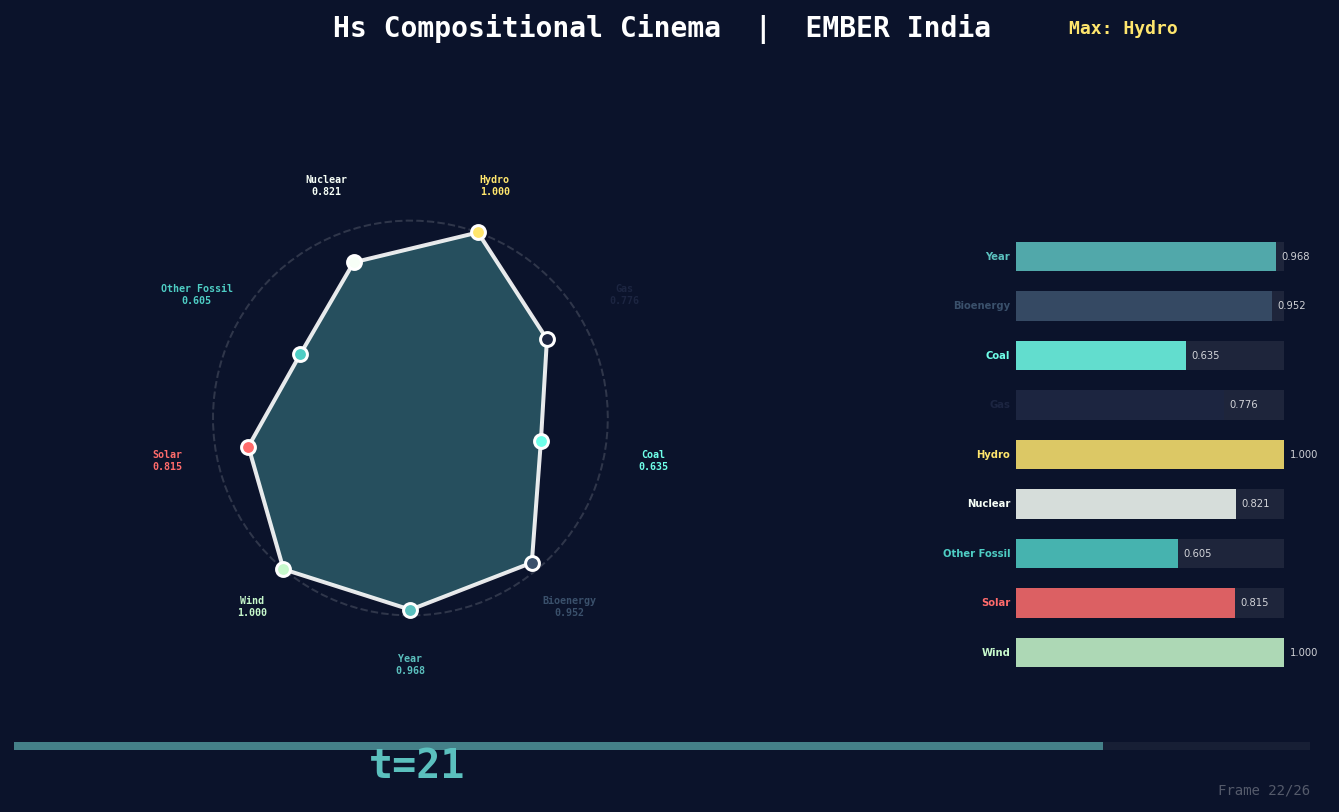 Hs Compositional Cinema | EMBER India
Max: Hydro
Nuclear
0.821
Hydro
1.000
Other Fossil
0.605
Gas
0.776
Solar
0.815
Coal
0.635
Wind
1.000
Bioenergy
0.952
Year
0.968
Year 0.968
Bioenergy 0.952
Coal 0.635
Gas 0.776
Hydro 1.000
Nuclear 0.821
Other Fossil 0.605
Solar 0.815
Wind 1.000
t=21
Frame 22/26